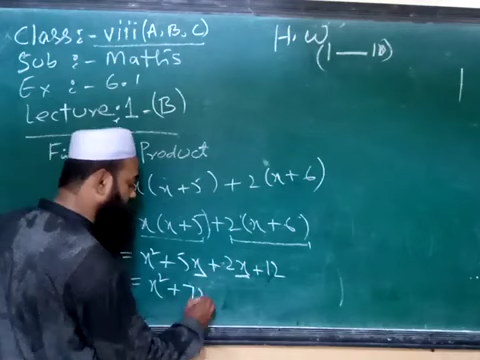 Class:- viii (A, B, C)
Sub :- Maths
Ex :- 6.1
Lecture:1-(B)
H.W
(1 — 10)
Product
x(x+5) + 2(x+6)
x(x+5) + 2(x+6)
= x² + 5x + 2x + 12
= x² + 7x